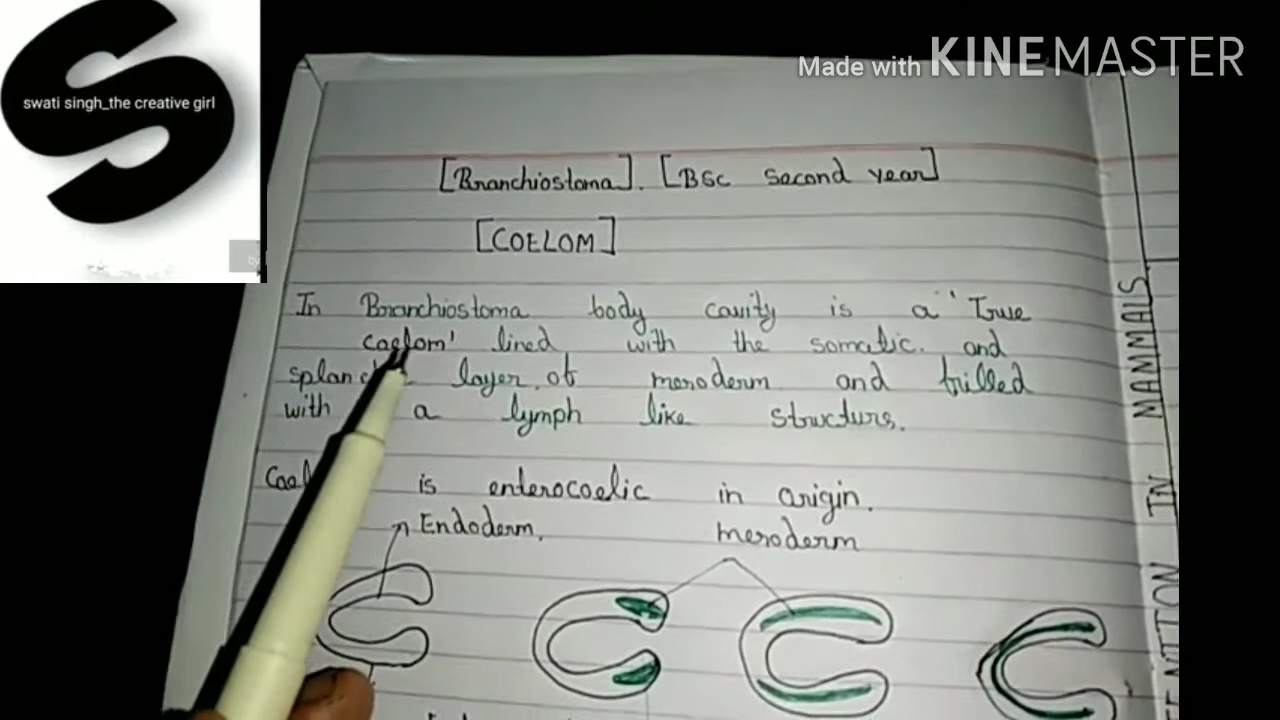 swati singh_the creative girl
Made with KINEMASTER
[Branchiostoma]. [BSc Second year]
[COELOM]
In Branchiostoma body cavity is a 'True
coelom' lined with the somatic. and
layer of mesoderm and filled
with a lymph like structure.
is enterocoelic in origin.
Endoderm.
mesoderm
IN MAMMALS